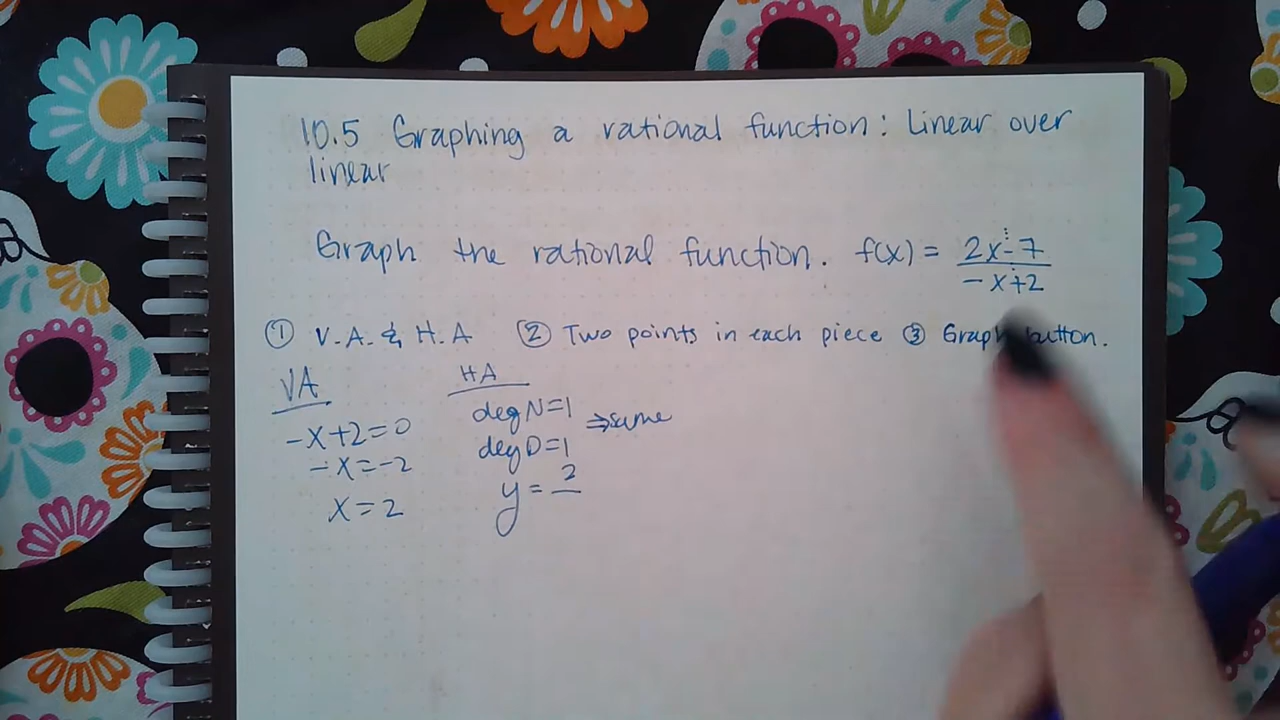 10.5 Graphing a rational function: Linear over
linear
Graph the rational function. f(x) = 2x-7
-x+2
① V.A. & H.A ② Two points in each piece ③ Graph button.
VA HA
-x+2=0 deg N=1 ⇒same
-x=-2 deg D=1
x=2 y= 2